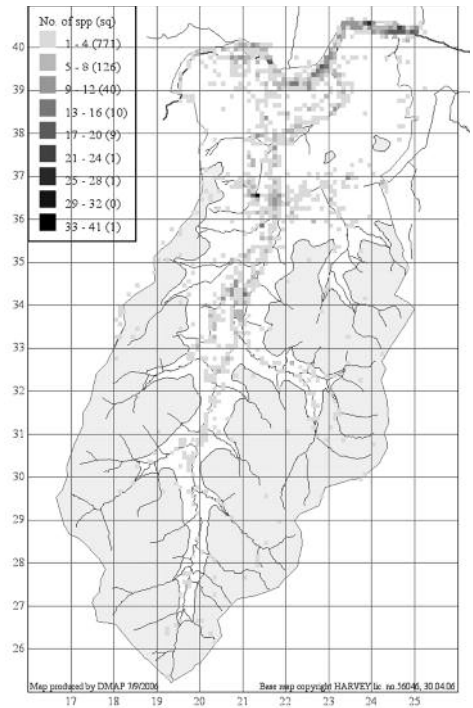 No. of spp (sq)
1 - 4 (771)
5 - 8 (126)
9 - 12 (40)
13 - 16 (10)
17 - 20 (9)
21 - 24 (1)
25 - 28 (1)
29 - 32 (0)
33 - 41 (1)
40
39
38
37
36
35
34
33
32
31
30
29
28
27
26
Map produced by DMAP 7/9/2006
Base map copyright HARVEY lic no.56046, 30.04.06
17 18 19 20 21 22 23 24 25